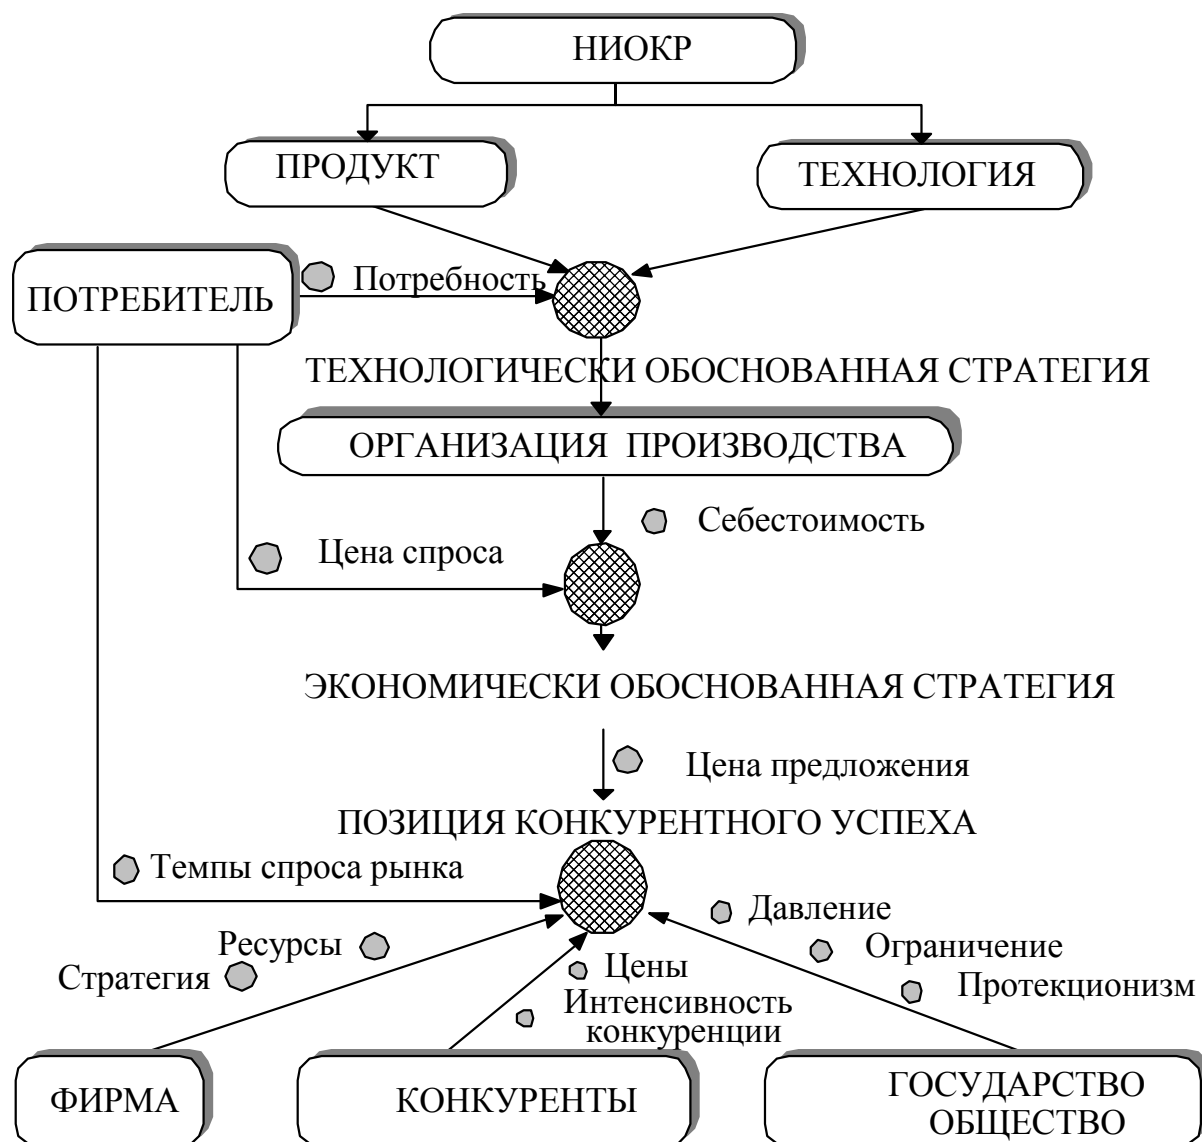 НИОКР
ПРОДУКТ
ТЕХНОЛОГИЯ
Потребность
ПОТРЕБИТЕЛЬ
ТЕХНОЛОГИЧЕСКИ ОБОСНОВАННАЯ СТРАТЕГИЯ
ОРГАНИЗАЦИЯ ПРОИЗВОДСТВА
Себестоимость
Цена спроса
ЭКОНОМИЧЕСКИ ОБОСНОВАННАЯ СТРАТЕГИЯ
Цена предложения
ПОЗИЦИЯ КОНКУРЕНТНОГО УСПЕХА
Темпы спроса рынка
Давление
Ресурсы
Ограничение
Стратегия
Цены
Протекционизм
Интенсивность
конкуренции
ФИРМА
КОНКУРЕНТЫ
ГОСУДАРСТВО
ОБЩЕСТВО